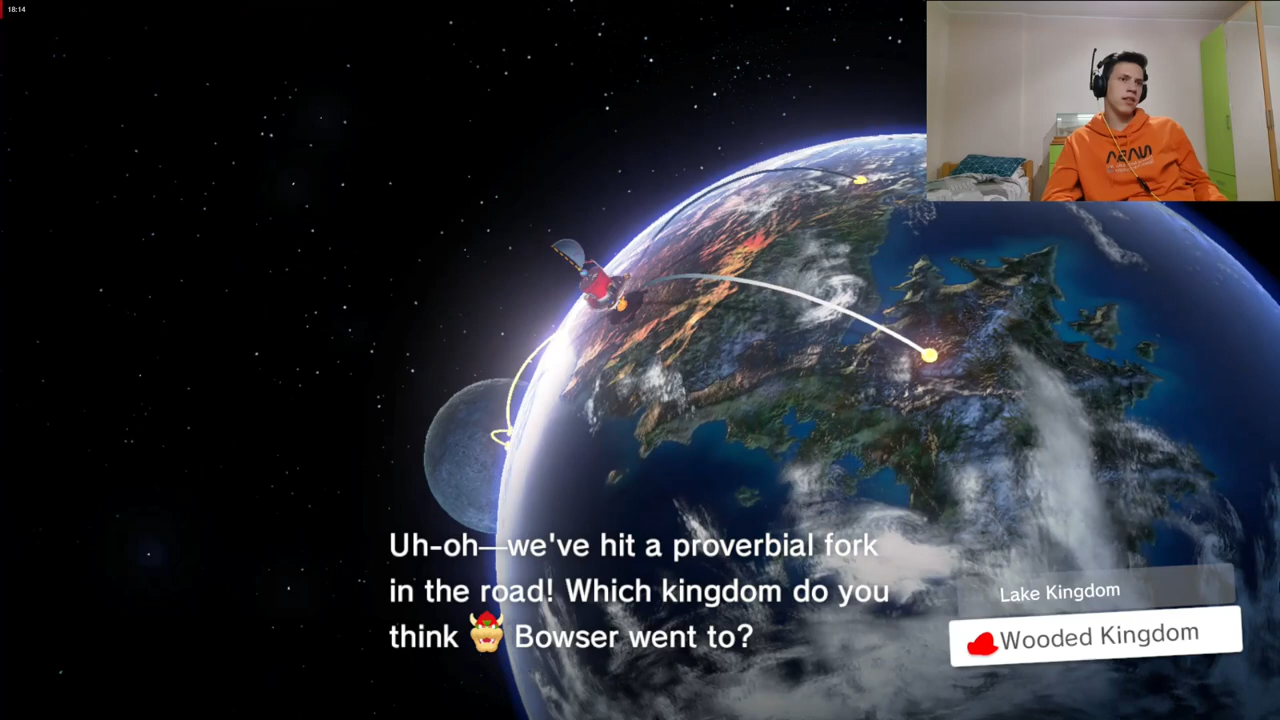 18:14
Uh-oh—we've hit a proverbial fork
in the road! Which kingdom do you
think Bowser went to?
Lake Kingdom
Wooded Kingdom